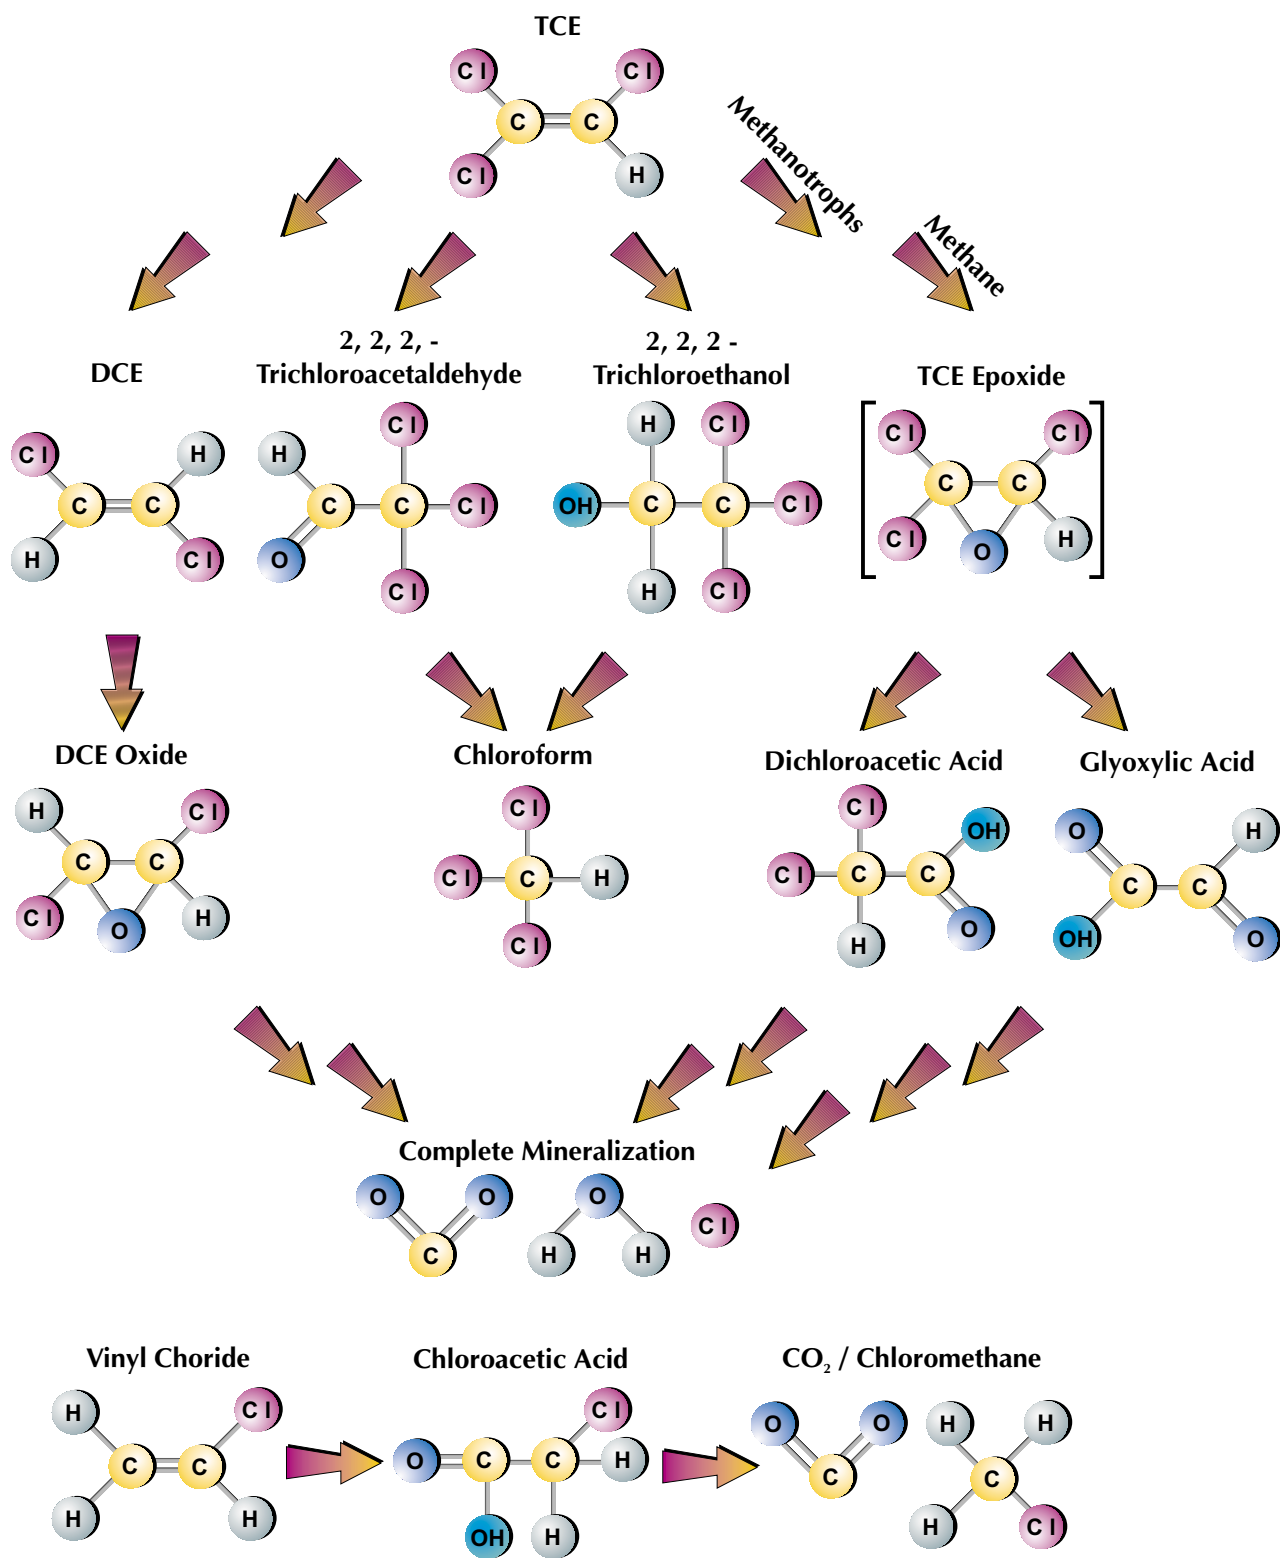 TCE
Cl Cl
C C
Cl H
Methanotrophs
Methane
DCE
2, 2, 2, -
Trichloroacetaldehyde
2, 2, 2 -
Trichloroethanol
TCE Epoxide
Cl H
C C
H Cl
Cl
H
C C Cl
O
Cl
H Cl
OH C C Cl
H Cl
Cl Cl
C C
Cl O H
DCE Oxide
Chloroform
Dichloroacetic Acid
Glyoxylic Acid
H Cl
C C
Cl O H
Cl
Cl C H
Cl
Cl OH
Cl C C
H O
O H
C C
OH O
Complete Mineralization
O O
C
O
H H
Cl
Vinyl Choride
Chloroacetic Acid
CO₂ / Chloromethane
H Cl
C C
H H
Cl
O C C H
OH H
O O
C
H H
C
H Cl